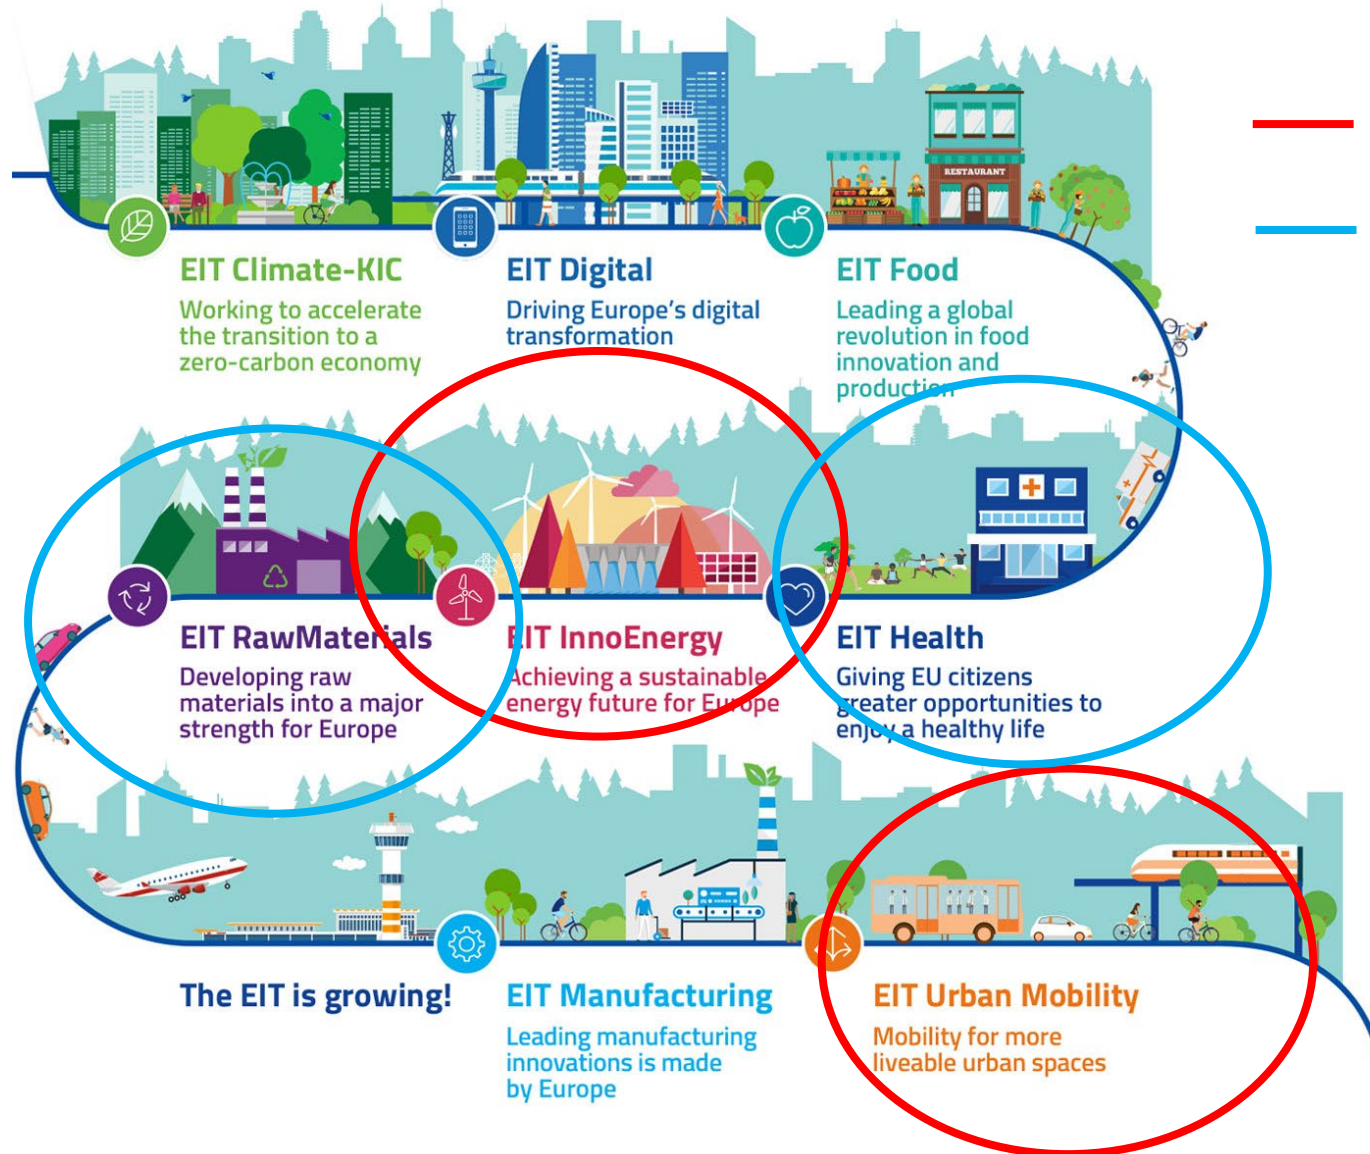 RESTAURANT
EIT Climate-KIC
Working to accelerate
the transition to a
zero-carbon economy
EIT Digital
Driving Europe's digital
transformation
EIT Food
Leading a global
revolution in food
innovation and
production
EIT RawMaterials
Developing raw
materials into a major
strength for Europe
EIT InnoEnergy
Achieving a sustainable
energy future for Europe
EIT Health
Giving EU citizens
greater opportunities to
enjoy a healthy life
The EIT is growing!
EIT Manufacturing
Leading manufacturing
innovations is made
by Europe
EIT Urban Mobility
Mobility for more
liveable urban spaces